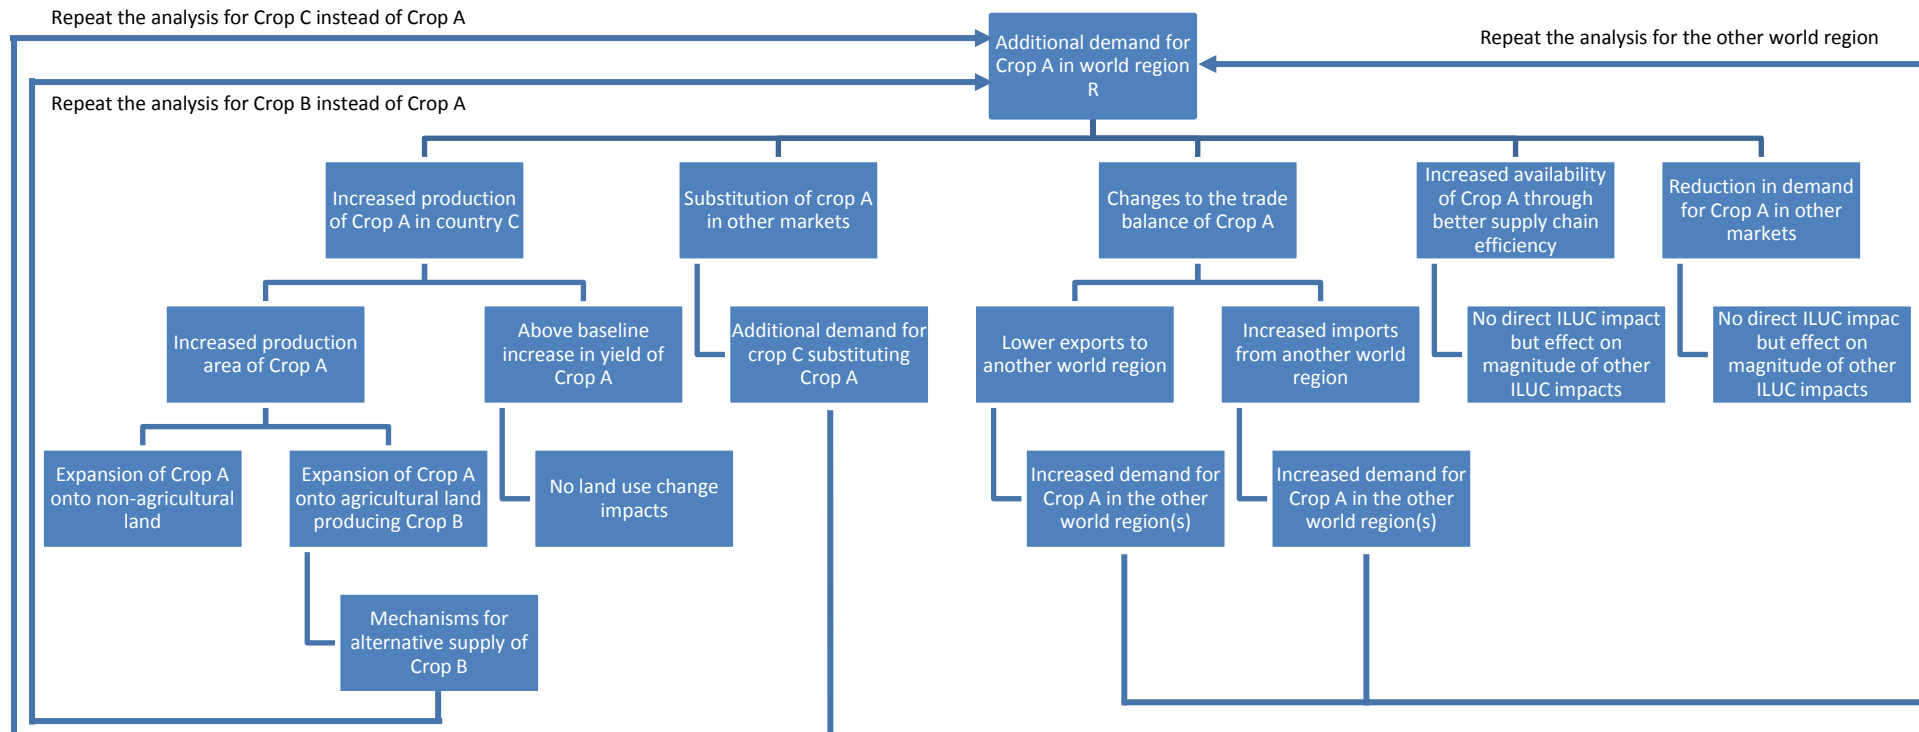 Repeat the analysis for Crop C instead of Crop A
Additional demand for
Crop A in world region
R
Repeat the analysis for the other world region
Repeat the analysis for Crop B instead of Crop A
Increased production
of Crop A in country C
Substitution of crop A
in other markets
Changes to the trade
balance of Crop A
Increased availability
of Crop A through
better supply chain
efficiency
Reduction in demand
for Crop A in other
markets
Increased production
area of Crop A
Above baseline
increase in yield of
Crop A
Additional demand for
crop C substituting
Crop A
Lower exports to
another world region
Increased imports
from another world
region
No direct ILUC impact
but effect on
magnitude of other
ILUC impacts
No direct ILUC impac
but effect on
magnitude of other
ILUC impacts
Expansion of Crop A
onto non-agricultural
land
Expansion of Crop A
onto agricultural land
producing Crop B
No land use change
impacts
Increased demand for
Crop A in the other
world region(s)
Increased demand for
Crop A in the other
world region(s)
Mechanisms for
alternative supply of
Crop B